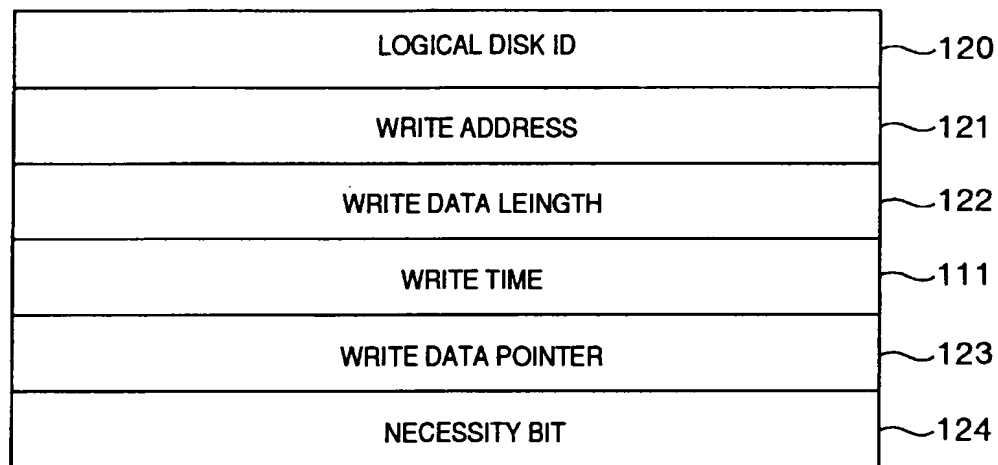 LOGICAL DISK ID 120
WRITE ADDRESS 121
WRITE DATA LEINGTH 122
WRITE TIME 111
WRITE DATA POINTER 123
NECESSITY BIT 124